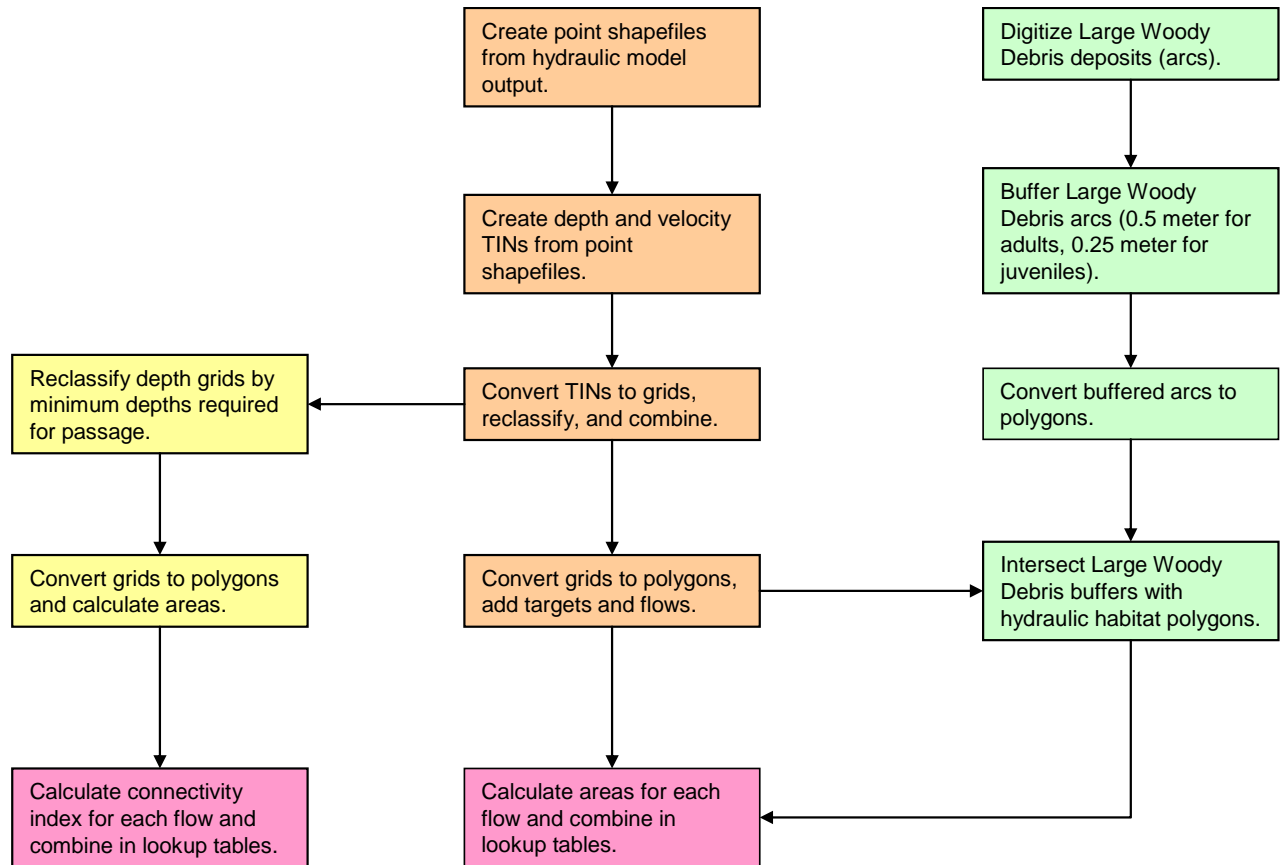 Create point shapefiles
from hydraulic model
output.
Digitize Large Woody
Debris deposits (arcs).
Create depth and velocity
TINs from point
shapefiles.
Buffer Large Woody
Debris arcs (0.5 meter for
adults, 0.25 meter for
juveniles).
Reclassify depth grids by
minimum depths required
for passage.
Convert TINs to grids,
reclassify, and combine.
Convert buffered arcs to
polygons.
Convert grids to polygons
and calculate areas.
Convert grids to polygons,
add targets and flows.
Intersect Large Woody
Debris buffers with
hydraulic habitat polygons.
Calculate connectivity
index for each flow and
combine in lookup tables.
Calculate areas for each
flow and combine in
lookup tables.